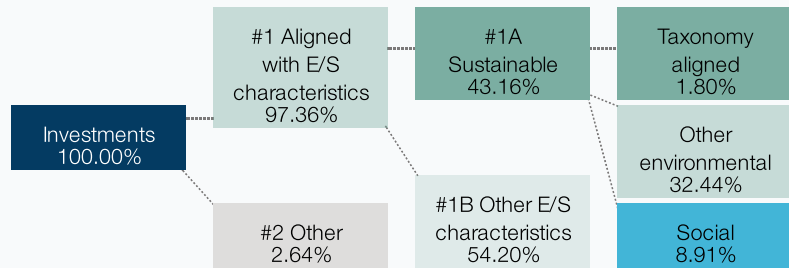 Investments
100.00%
#1 Aligned
with E/S
characteristics
97.36%
#2 Other
2.64%
#1A
Sustainable
43.16%
#1B Other E/S
characteristics
54.20%
Taxonomy
aligned
1.80%
Other
environmental
32.44%
Social
8.91%